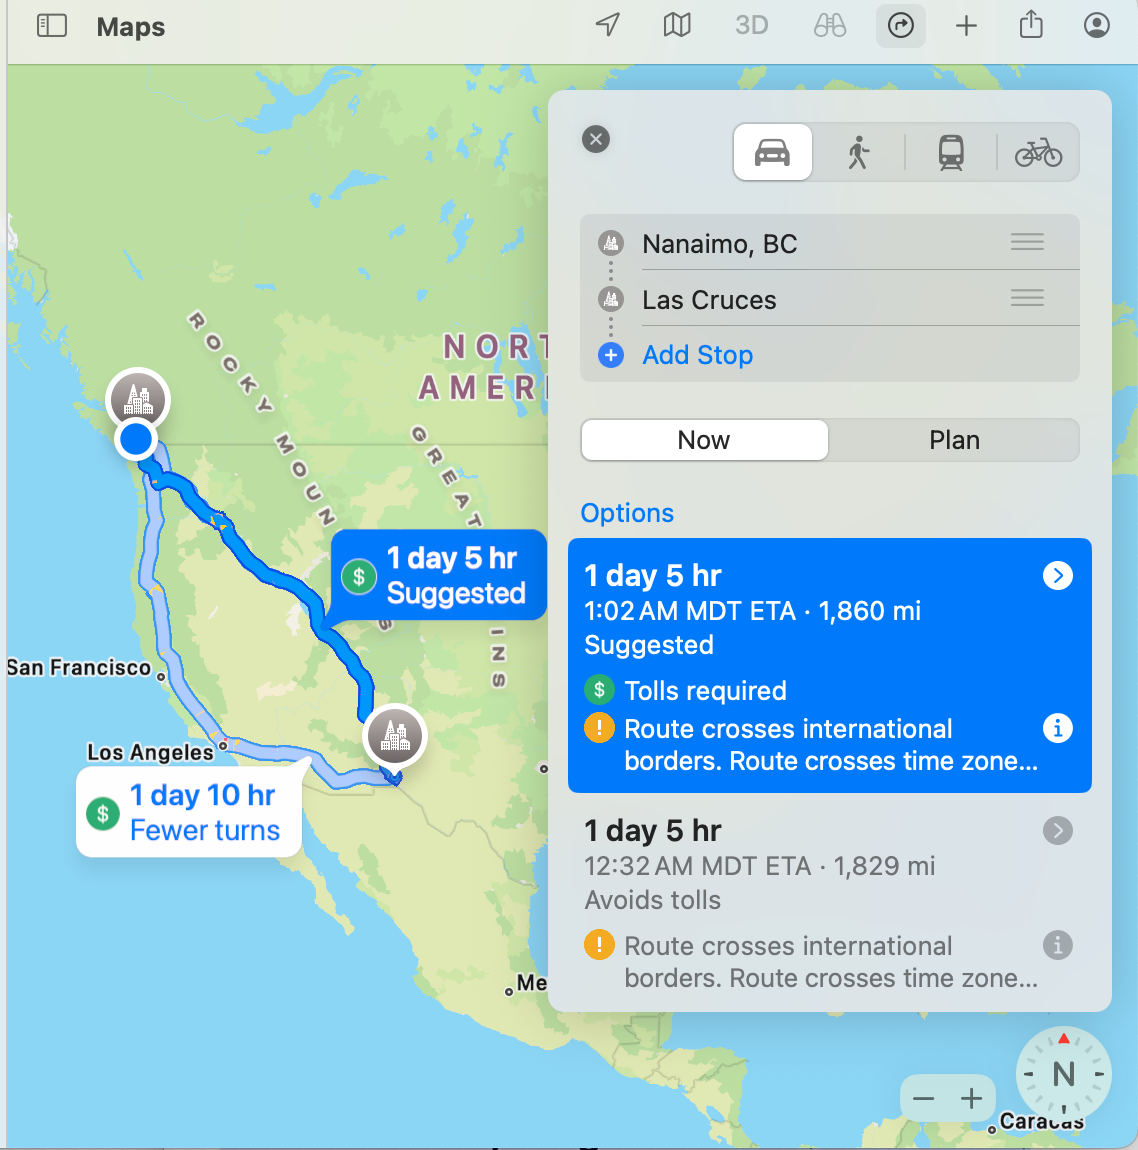 Maps
3D
Nanaimo, BC
Las Cruces
Add Stop
Now
Plan
Options
1 day 5 hr
1:02 AM MDT ETA · 1,860 mi
Suggested
$ Tolls required
! Route crosses international
borders. Route crosses time zone...
1 day 5 hr
12:32 AM MDT ETA · 1,829 mi
Avoids tolls
! Route crosses international
borders. Route crosses time zone...
ROCKY MOUN
S
NORT
AMERI
GREAT
INS
$ 1 day 5 hr
Suggested
San Francisco
Los Angeles
$ 1 day 10 hr
Fewer turns
Me
N
Caracas